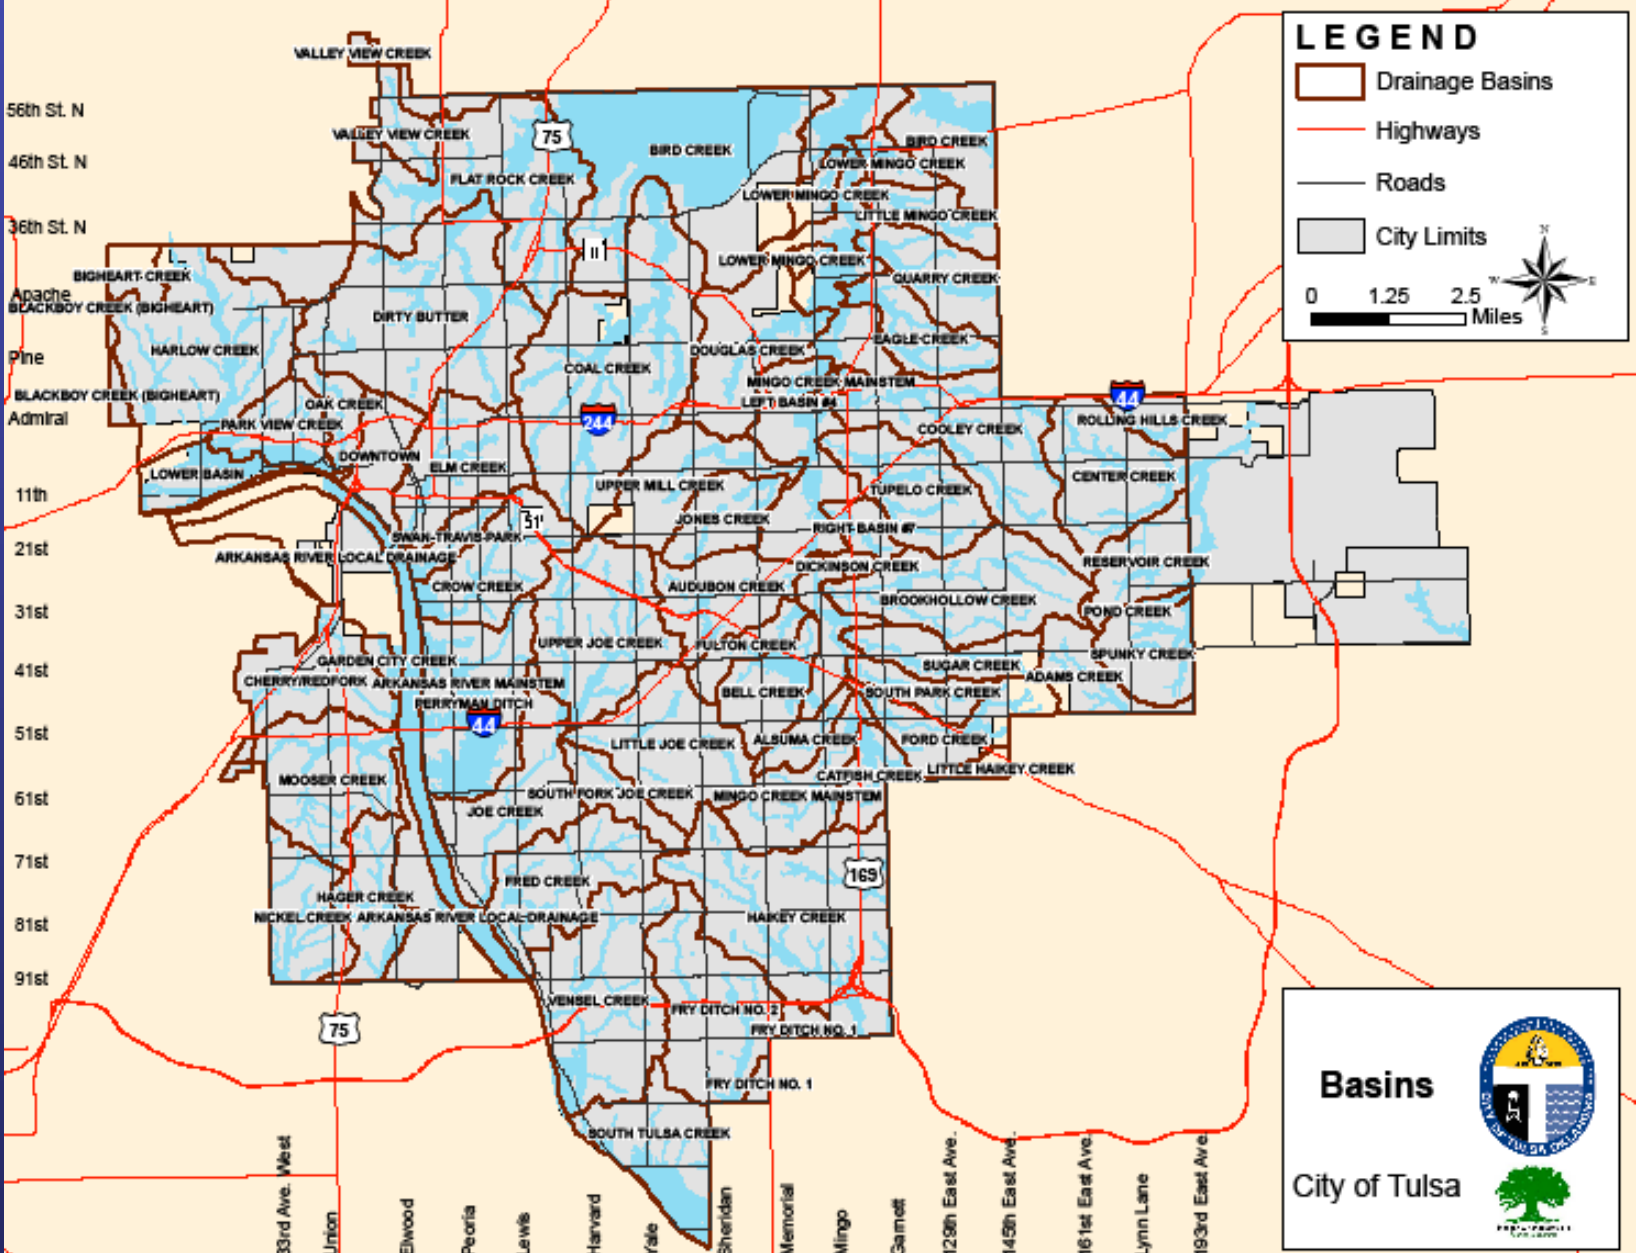 LEGEND
Drainage Basins
Highways
Roads
City Limits
N
W
E
S
0 1.25 2.5
Miles
VALLEY VIEW CREEK
56th St. N
VALLEY VIEW CREEK
75
BIRD CREEK
BIRD CREEK
46th St. N
LOWER MINGO CREEK
FLAT ROCK CREEK
LOWER MINGO CREEK
LITTLE MINGO CREEK
36th St. N
11
LOWER MINGO CREEK
BIGHEART CREEK
QUARRY CREEK
Apache
BLACKBOY CREEK (BIGHEART)
DIRTY BUTTER
EAGLE CREEK
HARLOW CREEK
DOUGLAS CREEK
Pine
COAL CREEK
MINGO CREEK MAINSTEM
BLACKBOY CREEK (BIGHEART)
44
OAK CREEK
LEFT BASIN #4
Admiral
PARK VIEW CREEK
244
COOLEY CREEK
ROLLING HILLS CREEK
DOWNTOWN
LOWER BASIN
ELM CREEK
CENTER CREEK
UPPER MILL CREEK
TUPELO CREEK
11th
JONES CREEK
51
RIGHT BASIN #7
SWAN-TRAVIS-PARK
21st
ARKANSAS RIVER LOCAL DRAINAGE
DICKINSON CREEK
RESERVOIR CREEK
CROW CREEK
AUDUBON CREEK
BROOKHOLLOW CREEK
31st
POND CREEK
UPPER JOE CREEK
FULTON CREEK
SPUNKY CREEK
GARDEN CITY CREEK
SUGAR CREEK
41st
ADAMS CREEK
CHERRY/REDFORK
ARKANSAS RIVER MAINSTEM
BELL CREEK
SOUTH PARK CREEK
PERRYMAN DITCH
44
51st
LITTLE JOE CREEK
ALSUMA CREEK
FORD CREEK
LITTLE HAIKEY CREEK
MOOSER CREEK
CATFISH CREEK
SOUTH FORK JOE CREEK
MINGO CREEK MAINSTEM
61st
JOE CREEK
71st
169
FRED CREEK
HAGER CREEK
NICKEL CREEK
ARKANSAS RIVER LOCAL DRAINAGE
HAIKEY CREEK
81st
91st
VENSEL CREEK
FRY DITCH NO. 2
75
FRY DITCH NO. 1
FRY DITCH NO. 1
SOUTH TULSA CREEK
33rd Ave. West
Union
Elwood
Peoria
Lewis
Harvard
Yale
Sheridan
Memorial
Mingo
Garnett
129th East Ave.
145th East Ave.
161st East Ave.
Lynn Lane
193rd East Ave.
Basins
CITY OF TULSA OKLAHOMA
City of Tulsa